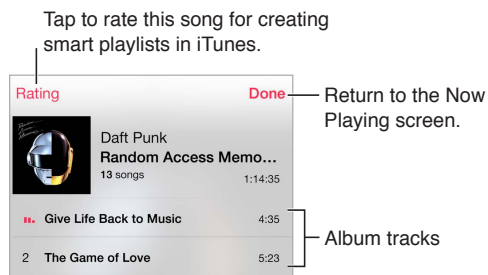 Tap to rate this song for creating
smart playlists in iTunes.
Rating
Done
Return to the Now
Playing screen.
Daft Punk
Random Access Memo...
13 songs
1:14:35
Give Life Back to Music 4:35
Album tracks
2 The Game of Love 5:23